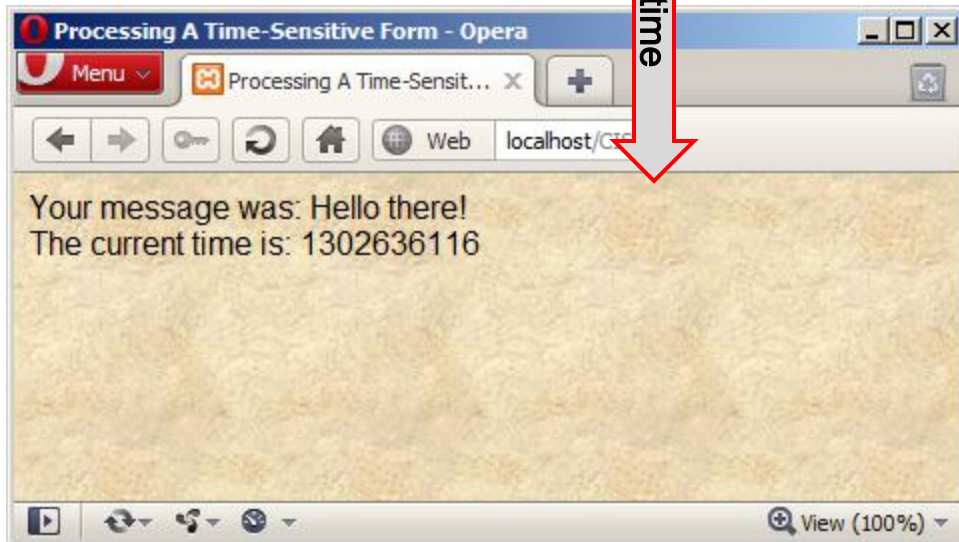 time
Processing A Time-Sensitive Form - Opera
Menu
Processing A Time-Sensit...
Web
localhost/CIS
Your message was: Hello there!
The current time is: 1302636116
View (100%)